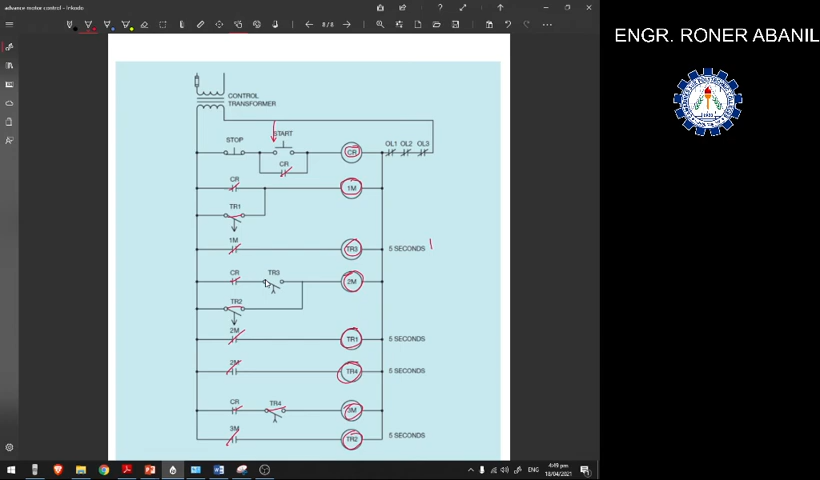 advance motor control - Inkodo
8 / 8
ENGR. RONER ABANIL
CONTROL
TRANSFORMER
STOP
START
CR
OL1 OL2 OL3
CR
CR
1M
TR1
1M
TR3
5 SECONDS
CR
TR3
2M
TR2
2M
TR1
5 SECONDS
2M
TR4
5 SECONDS
CR
TR4
3M
3M
TR2
5 SECONDS
ENG
4:49 pm
18/04/2021